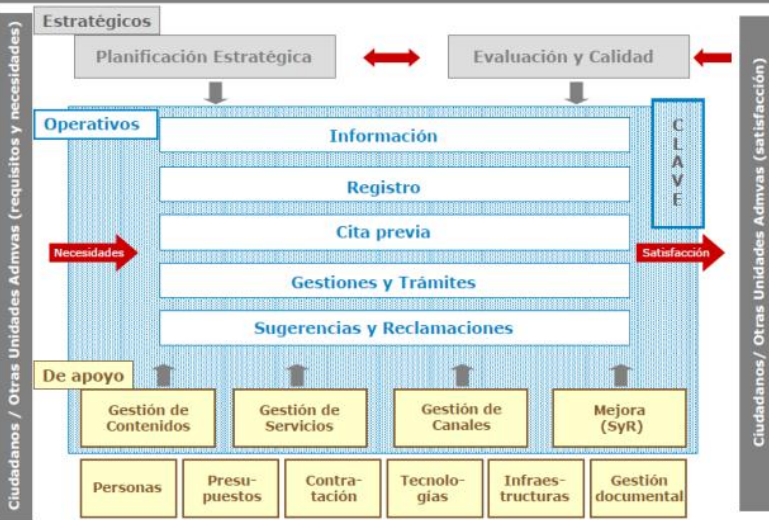 Estratégicos
Planificación Estratégica
Evaluación y Calidad
Operativos
C
L
A
V
E
Información
Registro
Cita previa
Necesidades
Satisfacción
Gestiones y Trámites
Sugerencias y Reclamaciones
De apoyo
Gestión de
Contenidos
Gestión de
Servicios
Gestión de
Canales
Mejora
(SyR)
Personas
Presu-
puestos
Contra-
tación
Tecnolo-
gías
Infraes-
tructuras
Gestión
documental
Ciudadanos / Otras Unidades Admvas (requisitos y necesidades)
Ciudadanos/ Otras Unidades Admvas (satisfacción)